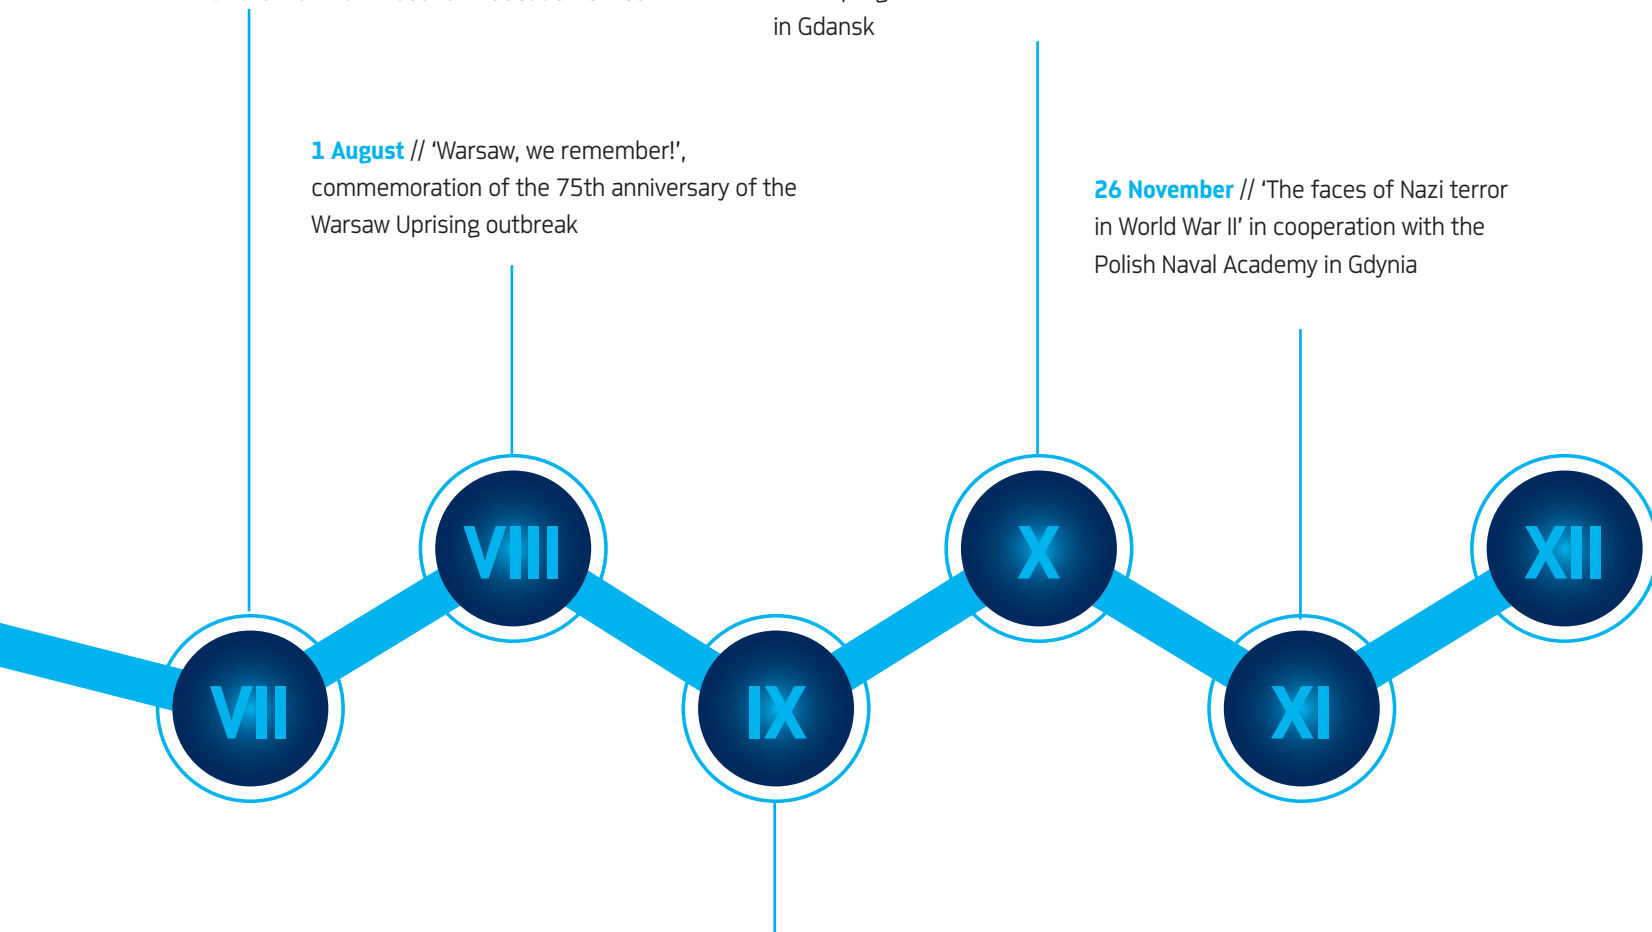 in Gdansk
1 August // ‘Warsaw, we remember!’,
commemoration of the 75th anniversary of the
Warsaw Uprising outbreak
26 November // ‘The faces of Nazi terror
in World War II’ in cooperation with the
Polish Naval Academy in Gdynia
VIII
X
XII
VII
IX
XI